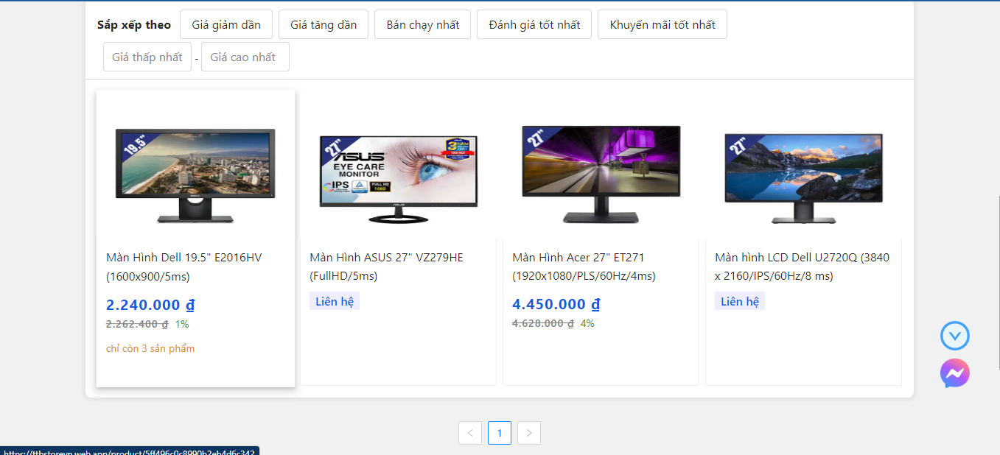 Sắp xếp theo Giá giảm dần Giá tăng dần Bán chạy nhất Đánh giá tốt nhất Khuyến mãi tốt nhất
Giá thấp nhất - Giá cao nhất
19.5"
27"
ASUS
EYE CARE
MONITOR
IPS FULL HD
1080
3 NĂM
27"
27"
Màn Hình Dell 19.5" E2016HV
(1600x900/5ms)
2.240.000 ₫
2.262.400 ₫ 1%
chỉ còn 3 sản phẩm
Màn Hình ASUS 27" VZ279HE
(FullHD/5ms)
Liên hệ
Màn Hình Acer 27" ET271
(1920x1080/PLS/60Hz/4ms)
4.450.000 ₫
4.628.000 ₫ 4%
Màn hình LCD Dell U2720Q (3840
x 2160/IPS/60Hz/8 ms)
Liên hệ
< 1 >
https://ttbstorevn.web.app/product/5ff496c0c8990b2eb4d6c342